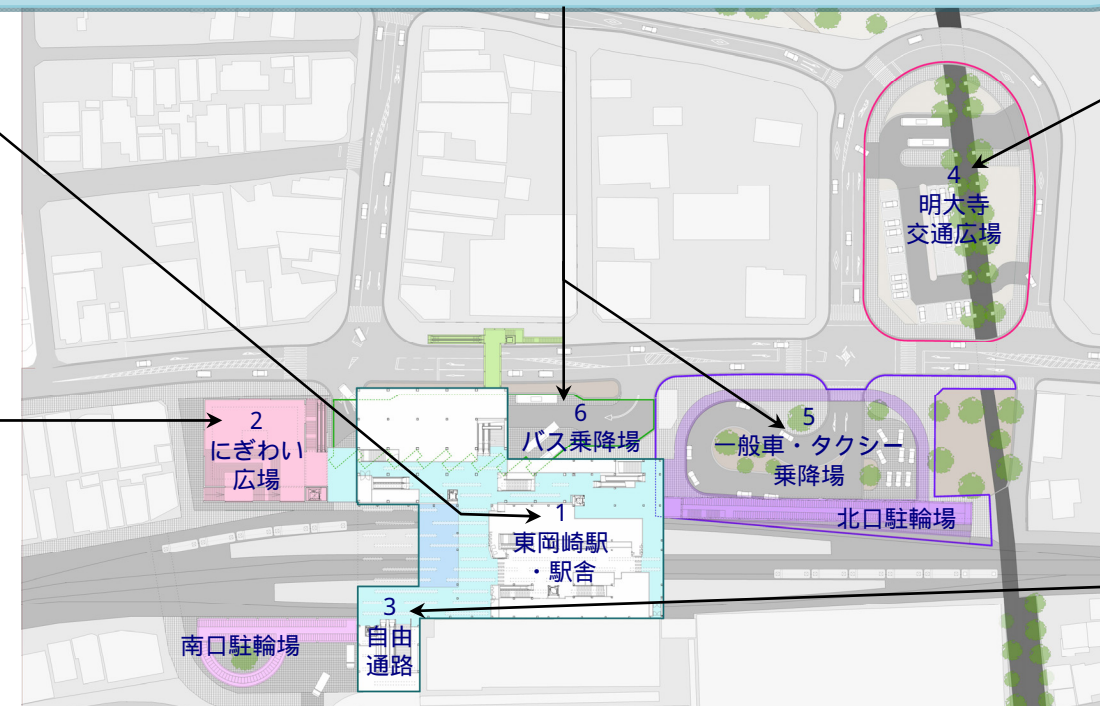 4
明大寺
交通広場
2
にぎわい
広場
6
バス乗降場
5
一般車・タクシー
乗降場
北口駐輪場
1
東岡崎駅
・駅舎
3
自由
通路
南口駐輪場